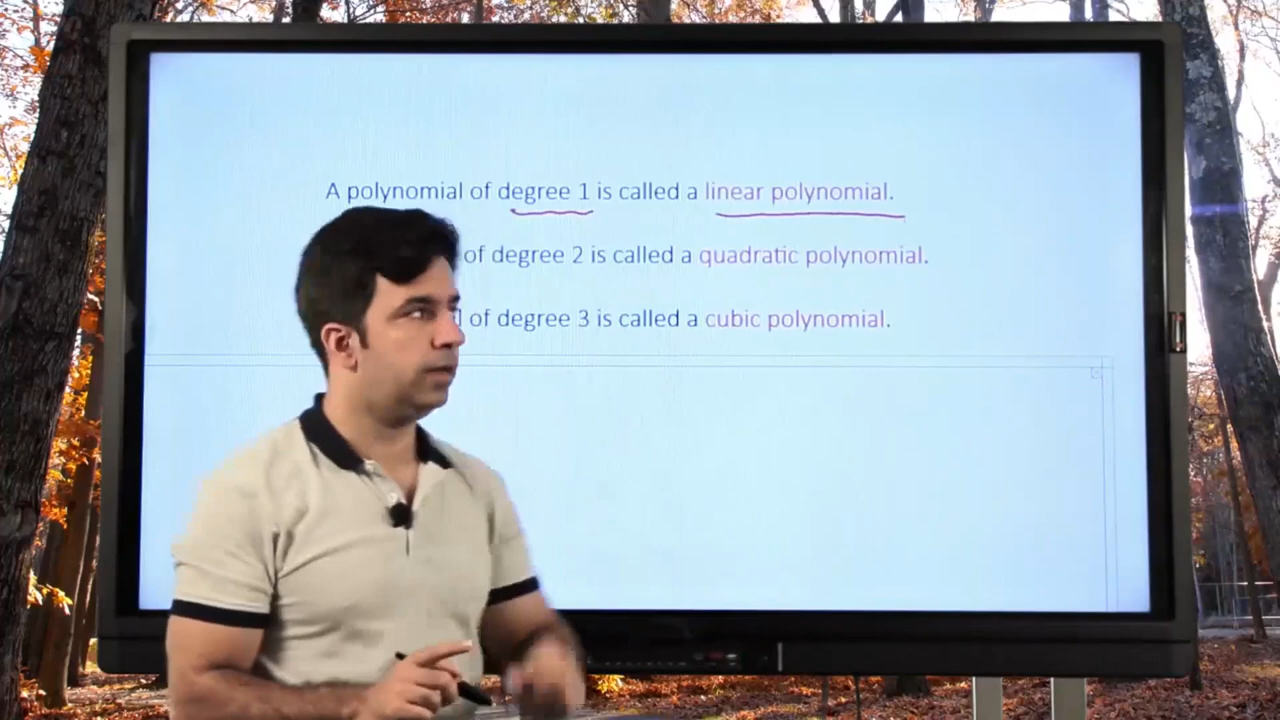 A polynomial of degree 1 is called a linear polynomial.
of degree 2 is called a quadratic polynomial.
of degree 3 is called a cubic polynomial.